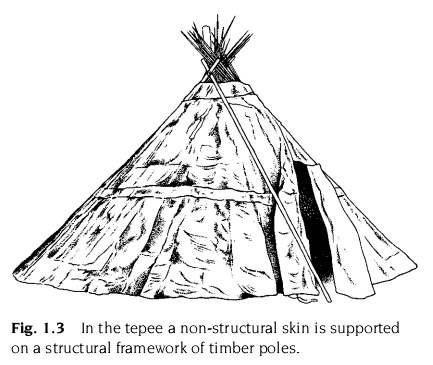 Fig. 1.3 In the tepee a non-structural skin is supported
on a structural framework of timber poles.